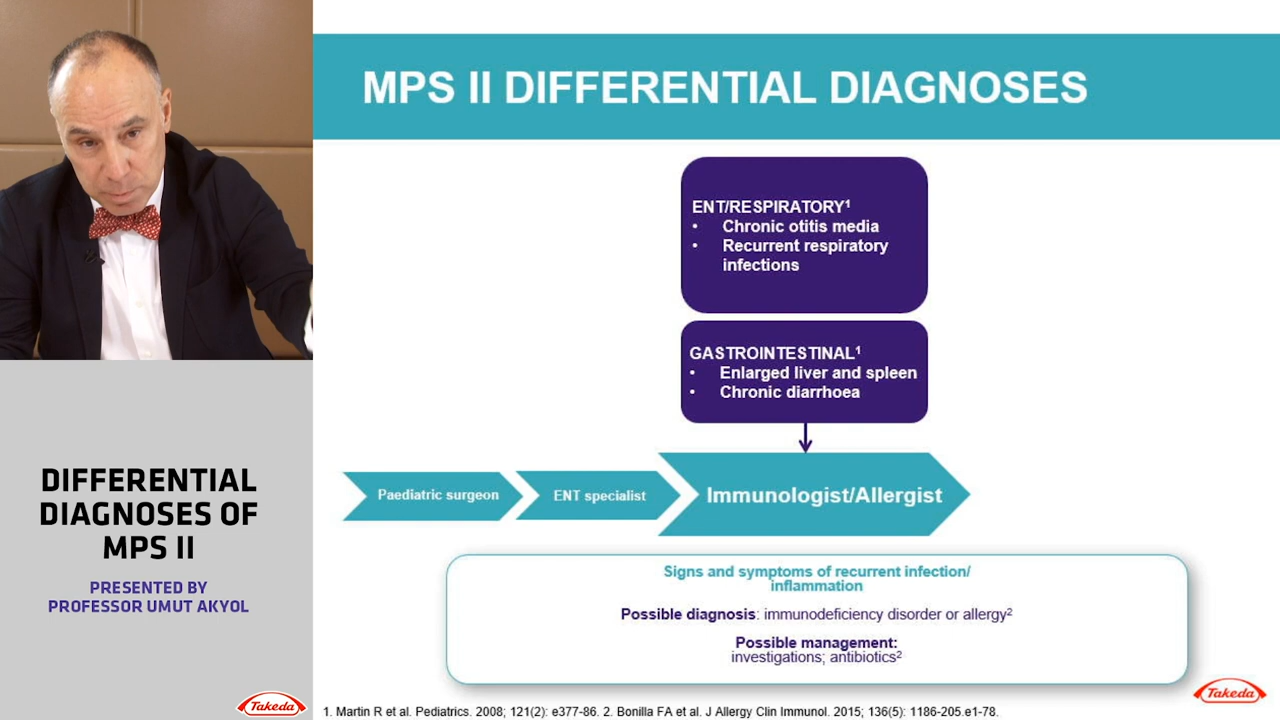 MPS II DIFFERENTIAL DIAGNOSES
ENT/RESPIRATORY¹
• Chronic otitis media
• Recurrent respiratory
infections
GASTROINTESTINAL¹
• Enlarged liver and spleen
• Chronic diarrhoea
Paediatric surgeon
ENT specialist
Immunologist/Allergist
Signs and symptoms of recurrent infection/
inflammation
Possible diagnosis: immunodeficiency disorder or allergy²
Possible management:
investigations; antibiotics²
1. Martin R et al. Pediatrics. 2008; 121(2): e377-86. 2. Bonilla FA et al. J Allergy Clin Immunol. 2015; 136(5): 1186-205.e1-78.
Takeda
DIFFERENTIAL
DIAGNOSES OF
MPS II
PRESENTED BY
PROFESSOR UMUT AKYOL
Takeda